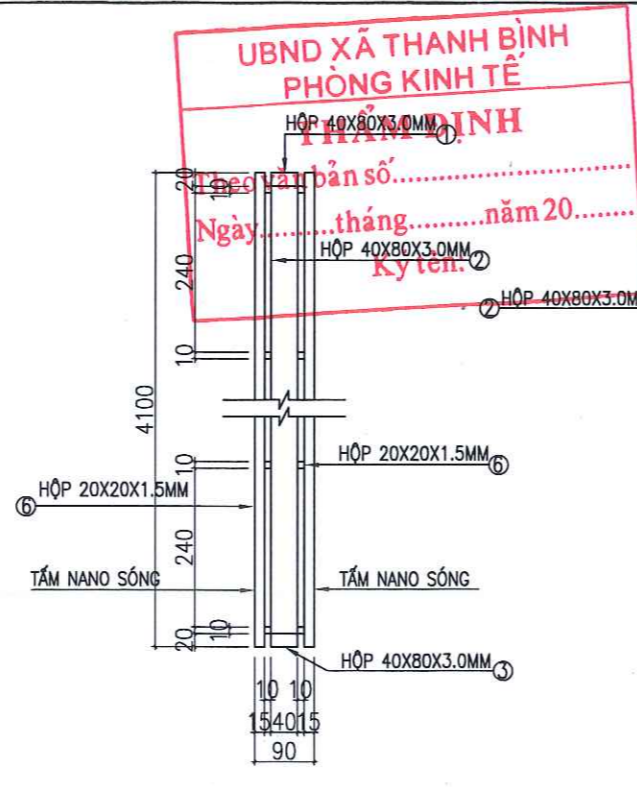 UBND XÃ THANH BÌNH
PHÒNG KINH TẾ
THẨM ĐỊNH
HỘP 40X80X3.0MM 1
Theo văn bản số
Ngày.........tháng.........năm 20........
HỘP 40X80X3.0MM 2
Ký tên:
2 HỘP 40X80X3.0M
20
10
240
10
4100
10
HỘP 20X20X1.5MM 6
6 HỘP 20X20X1.5MM
240
TẤM NANO SÓNG
TẤM NANO SÓNG
10
20
HỘP 40X80X3.0MM 3
10 10
15 40 15
90